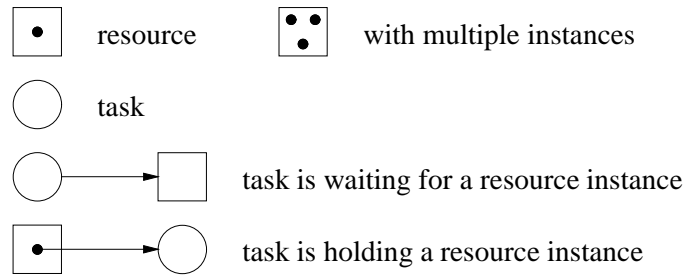 resource
with multiple instances
task
task is waiting for a resource instance
task is holding a resource instance